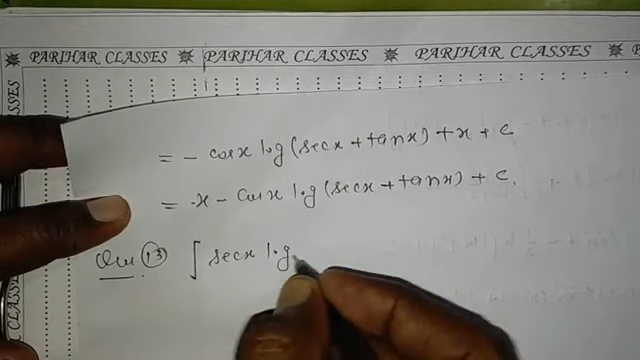 PARIHAR CLASSES PARIHAR CLASSES PARIHAR CLASSES P
= - cosx log(secx + tanx) + x + c
= x - cosx log(secx + tanx) + c.
Que 13 ∫ secx log